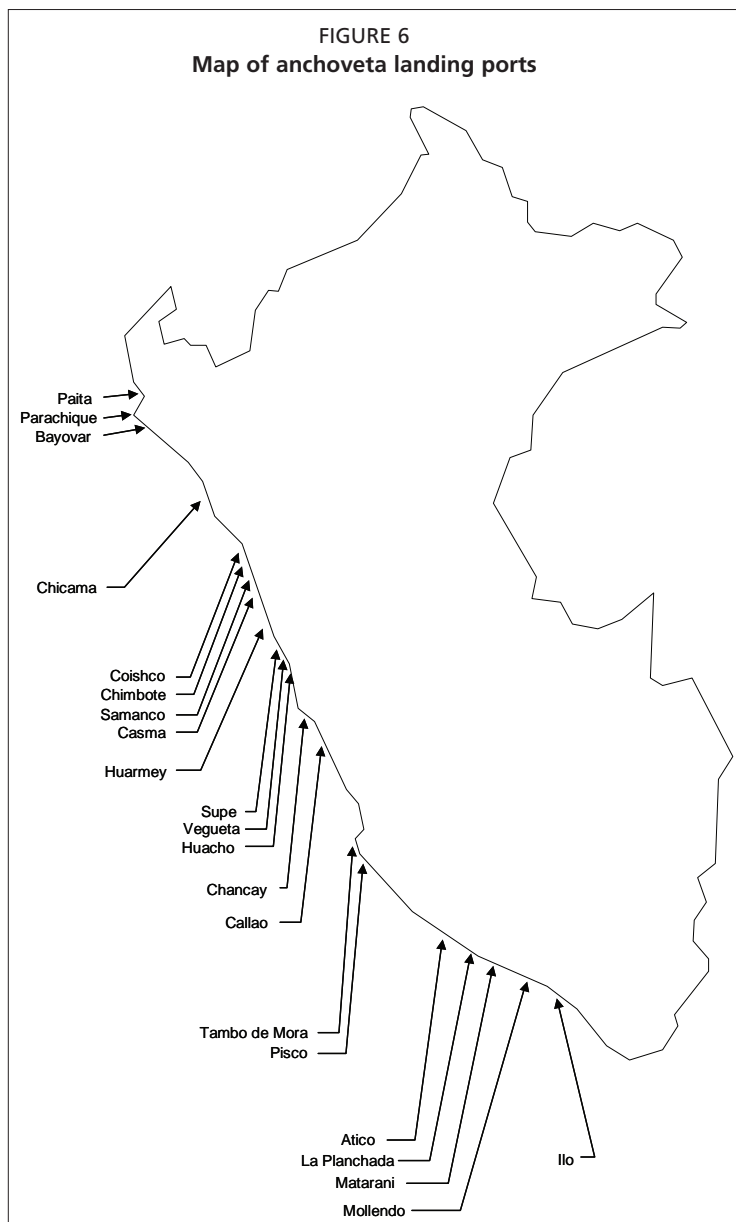 FIGURE 6
Map of anchoveta landing ports
Paita
Parachique
Bayovar
Chicama
Coishco
Chimbote
Samanco
Casma
Huarmey
Supe
Vegueta
Huacho
Chancay
Callao
Tambo de Mora
Pisco
Atico
La Planchada
Ilo
Matarani
Mollendo